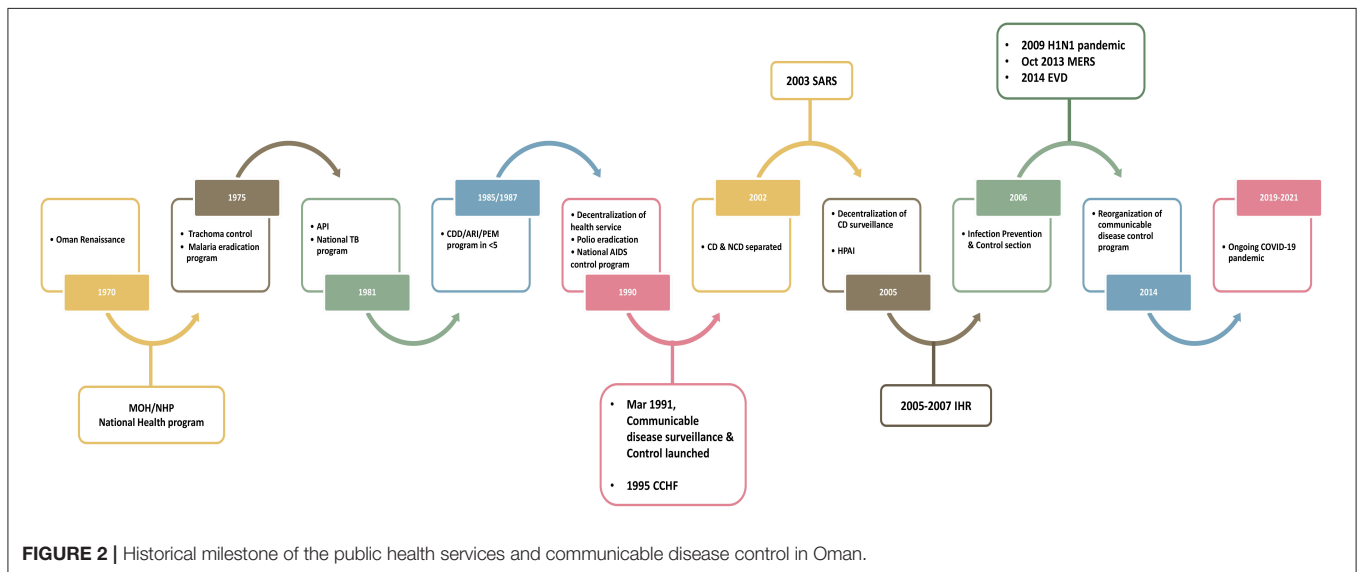 • Oman Renaissance
1970
MOH/NHP
National Health program
1975
• Trachoma control
• Malaria eradication
program
• API
• National TB
program
1981
1985/1987
• CDD/ARI/PEM
program in <5
• Decentralization of
health service
• Polio eradication
• National AIDS
control program
1990
• Mar 1991,
Communicable
disease surveillance &
Control launched
• 1995 CCHF
2003 SARS
2002
• CD & NCD separated
• Decentralization of
CD surveillance
• HPAI
2005
2005-2007 IHR
• 2009 H1N1 pandemic
• Oct 2013 MERS
• 2014 EVD
2006
• Infection Prevention
& Control section
• Reorganization of
communicable
disease control
program
2014
2019-2021
• Ongoing COVID-19
pandemic
FIGURE 2 | Historical milestone of the public health services and communicable disease control in Oman.